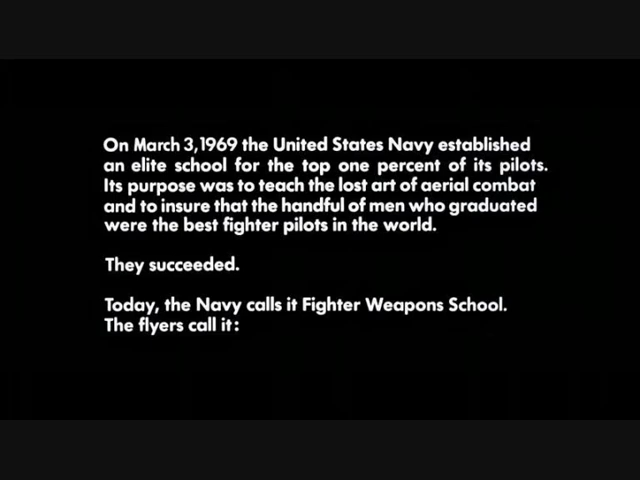 On March 3,1969 the United States Navy established
an elite school for the top one percent of its pilots.
Its purpose was to teach the lost art of aerial combat
and to insure that the handful of men who graduated
were the best fighter pilots in the world.
They succeeded.
Today, the Navy calls it Fighter Weapons School.
The flyers call it: